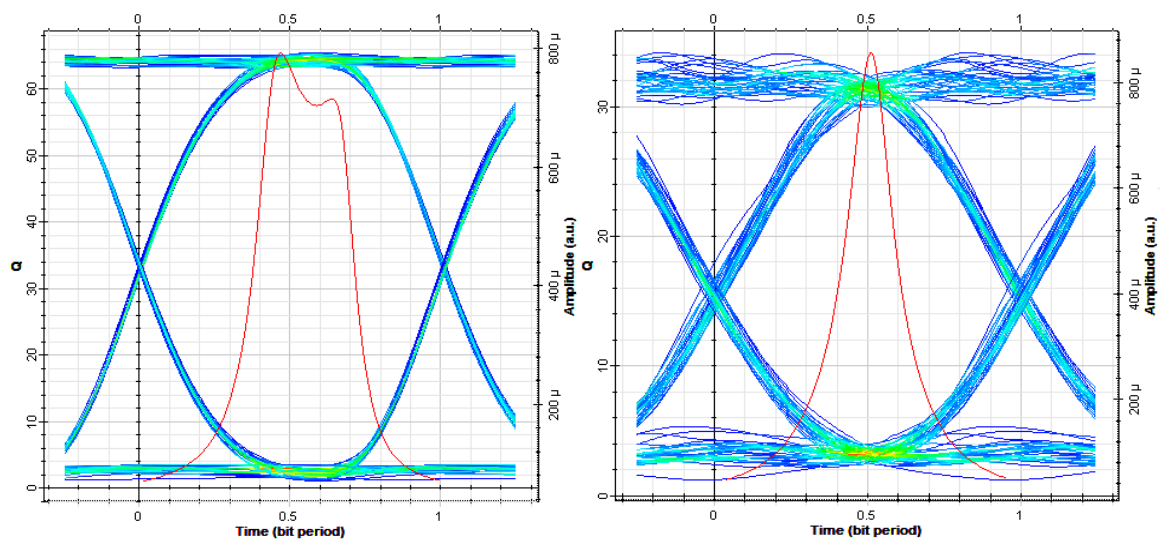 0 0.5 1
Q
60
50
40
30
20
10
0
800 µ
600 µ
400 µ
200 µ
Amplitude (a.u.)
0 0.5 1
Time (bit period)
0 0.5 1
Q
30
20
10
0
800 µ
600 µ
400 µ
200 µ
Amplitude (a.u.)
0 0.5 1
Time (bit period)